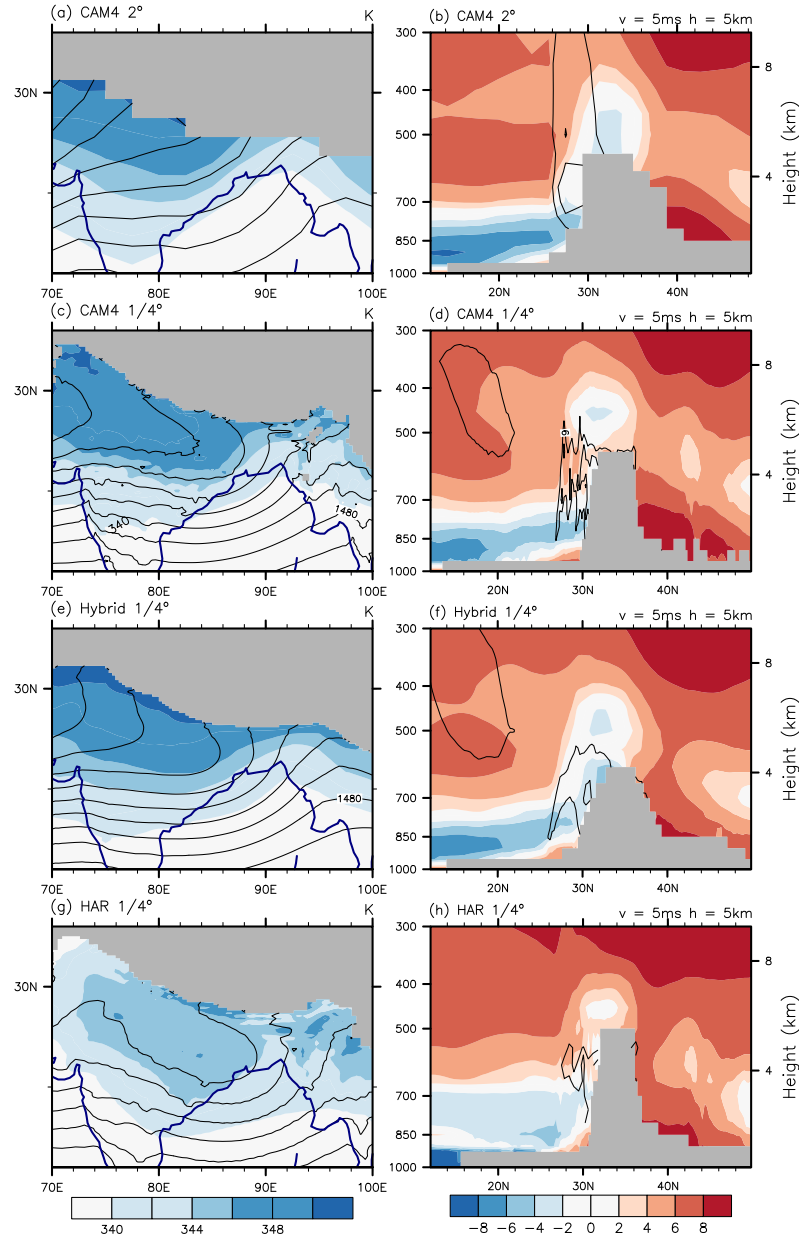 (a) CAM4 2° K
(b) CAM4 2° v = 5ms h = 5km
30N
70E 80E 90E 100E
300
400
500
700
850
1000
20N 30N 40N
8
4
Height (km)
(c) CAM4 1/4° K
(d) CAM4 1/4° v = 5ms h = 5km
30N
340
1480
70E 80E 90E 100E
300
400
500
700
850
1000
9
20N 30N 40N
8
4
Height (km)
(e) Hybrid 1/4° K
(f) Hybrid 1/4° v = 5ms h = 5km
30N
1480
70E 80E 90E 100E
300
400
500
700
850
1000
20N 30N 40N
8
4
Height (km)
(g) HAR 1/4° K
(h) HAR 1/4° v = 5ms h = 5km
30N
70E 80E 90E 100E
300
400
500
700
850
1000
20N 30N 40N
8
4
Height (km)
340 344 348
-8 -6 -4 -2 0 2 4 6 8